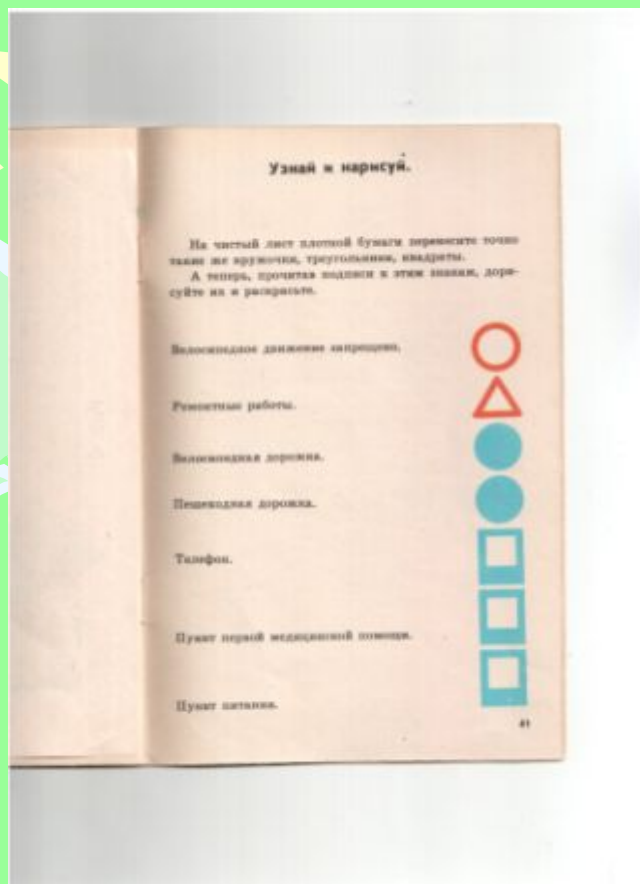 Узнай и нарисуй.
На чистый лист плотной бумаги перенесите точно
такие же кружочки, треугольники, квадраты.
А теперь, прочитав подписи к этим знакам, дори-
суйте их и раскрасьте.
Велосипедное движение запрещено.
Ремонтные работы.
Велосипедная дорожка.
Пешеходная дорожка.
Телефон.
Пункт первой медицинской помощи.
Пункт питания.
41